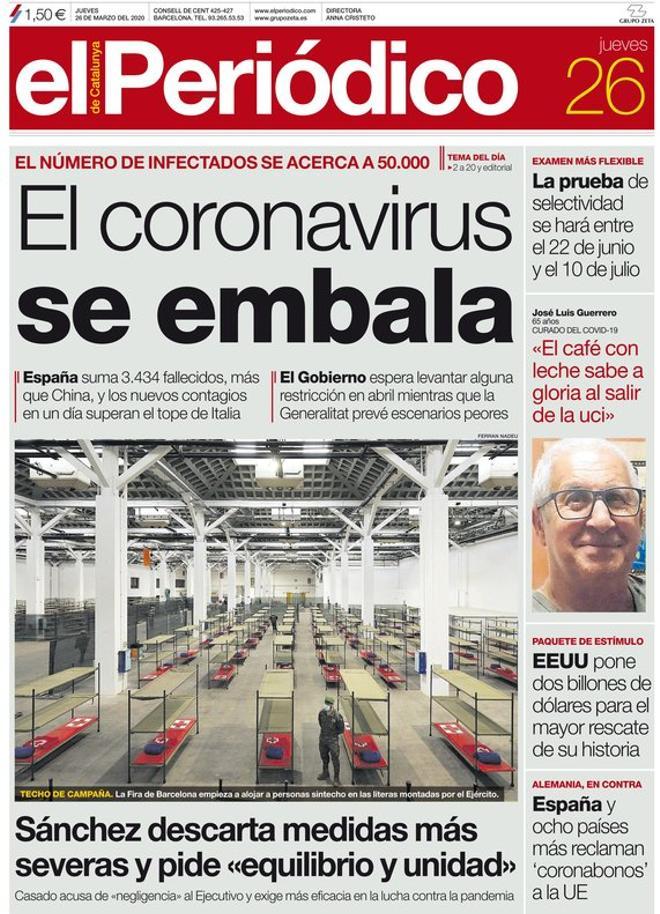 1,50 €
JUEVES
26 DE MARZO DEL 2020
CONSELL DE CENT 425-427
BARCELONA. TEL. 93.265.53.53
www.elperiodico.com
www.grupozeta.es
DIRECTORA
ANNA CRISTETO
GRUPO ZETA
el Periódico
de Catalunya
jueves
26
EL NÚMERO DE INFECTADOS SE ACERCA A 50.000
TEMA DEL DÍA
►2 a 20 y editorial
El coronavirus
se embala
España suma 3.434 fallecidos, más
que China, y los nuevos contagios
en un día superan el tope de Italia
El Gobierno espera levantar alguna
restricción en abril mientras que la
Generalitat prevé escenarios peores
FERRAN NADEU
TECHO DE CAMPAÑA. La Fira de Barcelona empieza a alojar a personas sintecho en las literas montadas por el Ejército.
Sánchez descarta medidas más
severas y pide «equilibrio y unidad»
Casado acusa de «negligencia» al Ejecutivo y exige más eficacia en la lucha contra la pandemia
EXAMEN MÁS FLEXIBLE
La prueba de
selectividad
se hará entre
el 22 de junio
y el 10 de julio
José Luis Guerrero
65 años
CURADO DEL COVID-19
«El café con
leche sabe a
gloria al salir
de la uci»
PAQUETE DE ESTÍMULO
EEUU pone
dos billones de
dólares para el
mayor rescate
de su historia
ALEMANIA, EN CONTRA
España y
ocho países
más reclaman
‘coronabonos’
a la UE